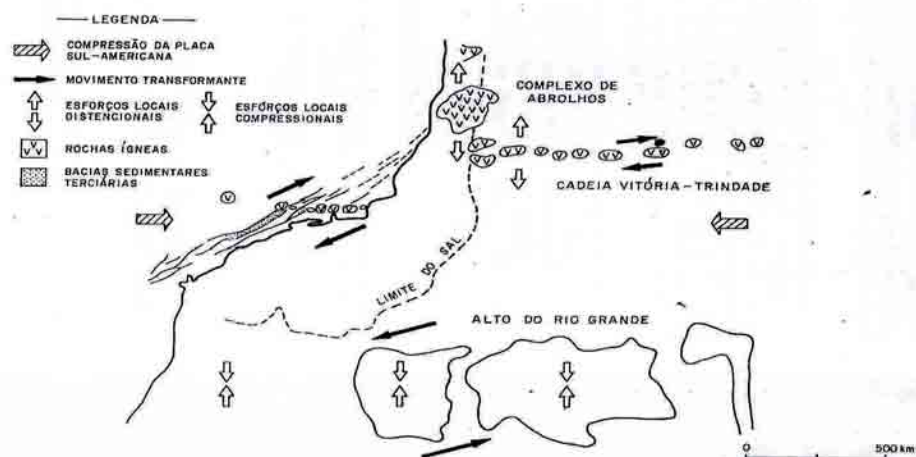 LEGENDA
COMPRESSÃO DA PLACA
SUL-AMERICANA
MOVIMENTO TRANSFORMANTE
ESFORÇOS LOCAIS
DISTENCIONAIS
ESFORÇOS LOCAIS
COMPRESSIONAIS
ROCHAS ÍGNEAS
BACIAS SEDIMENTARES
TERCIÁRIAS
COMPLEXO DE
ABROLHOS
CADEIA VITÓRIA-TRINDADE
LIMITE DO SAL
ALTO DO RIO GRANDE
0
500 km